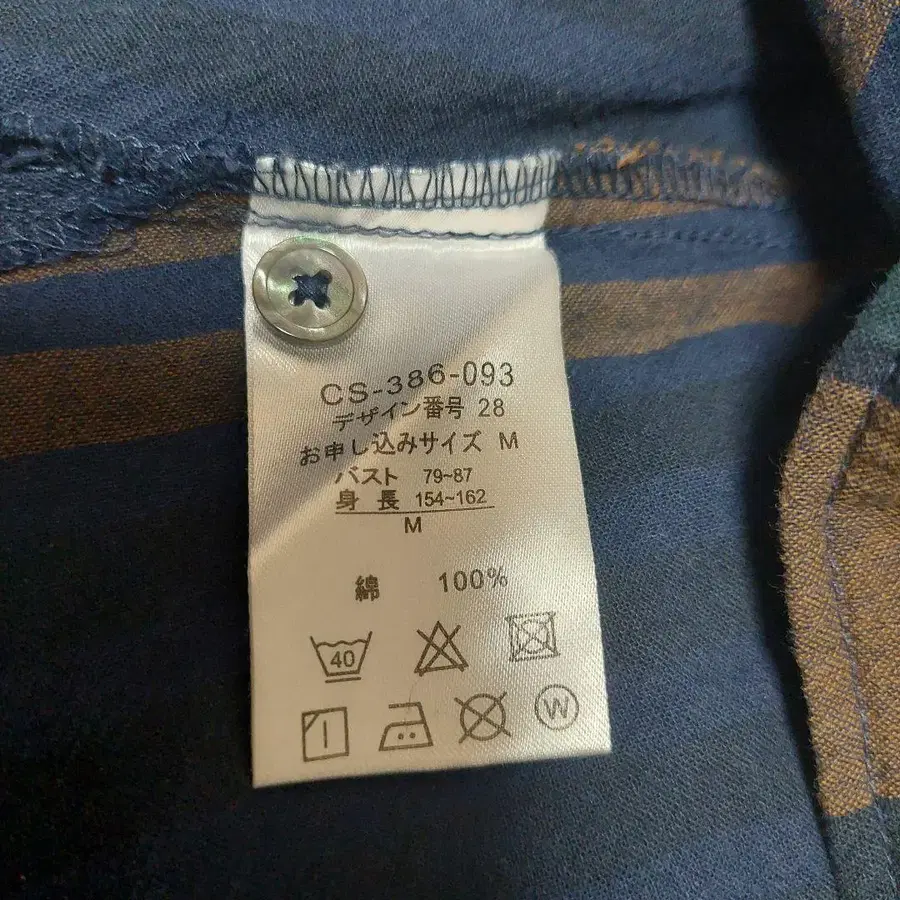 CS-386-093
デザイン番号 28
お申し込みサイズ M
バスト 79~87
身 長 154~162
M
綿 100%
40
W